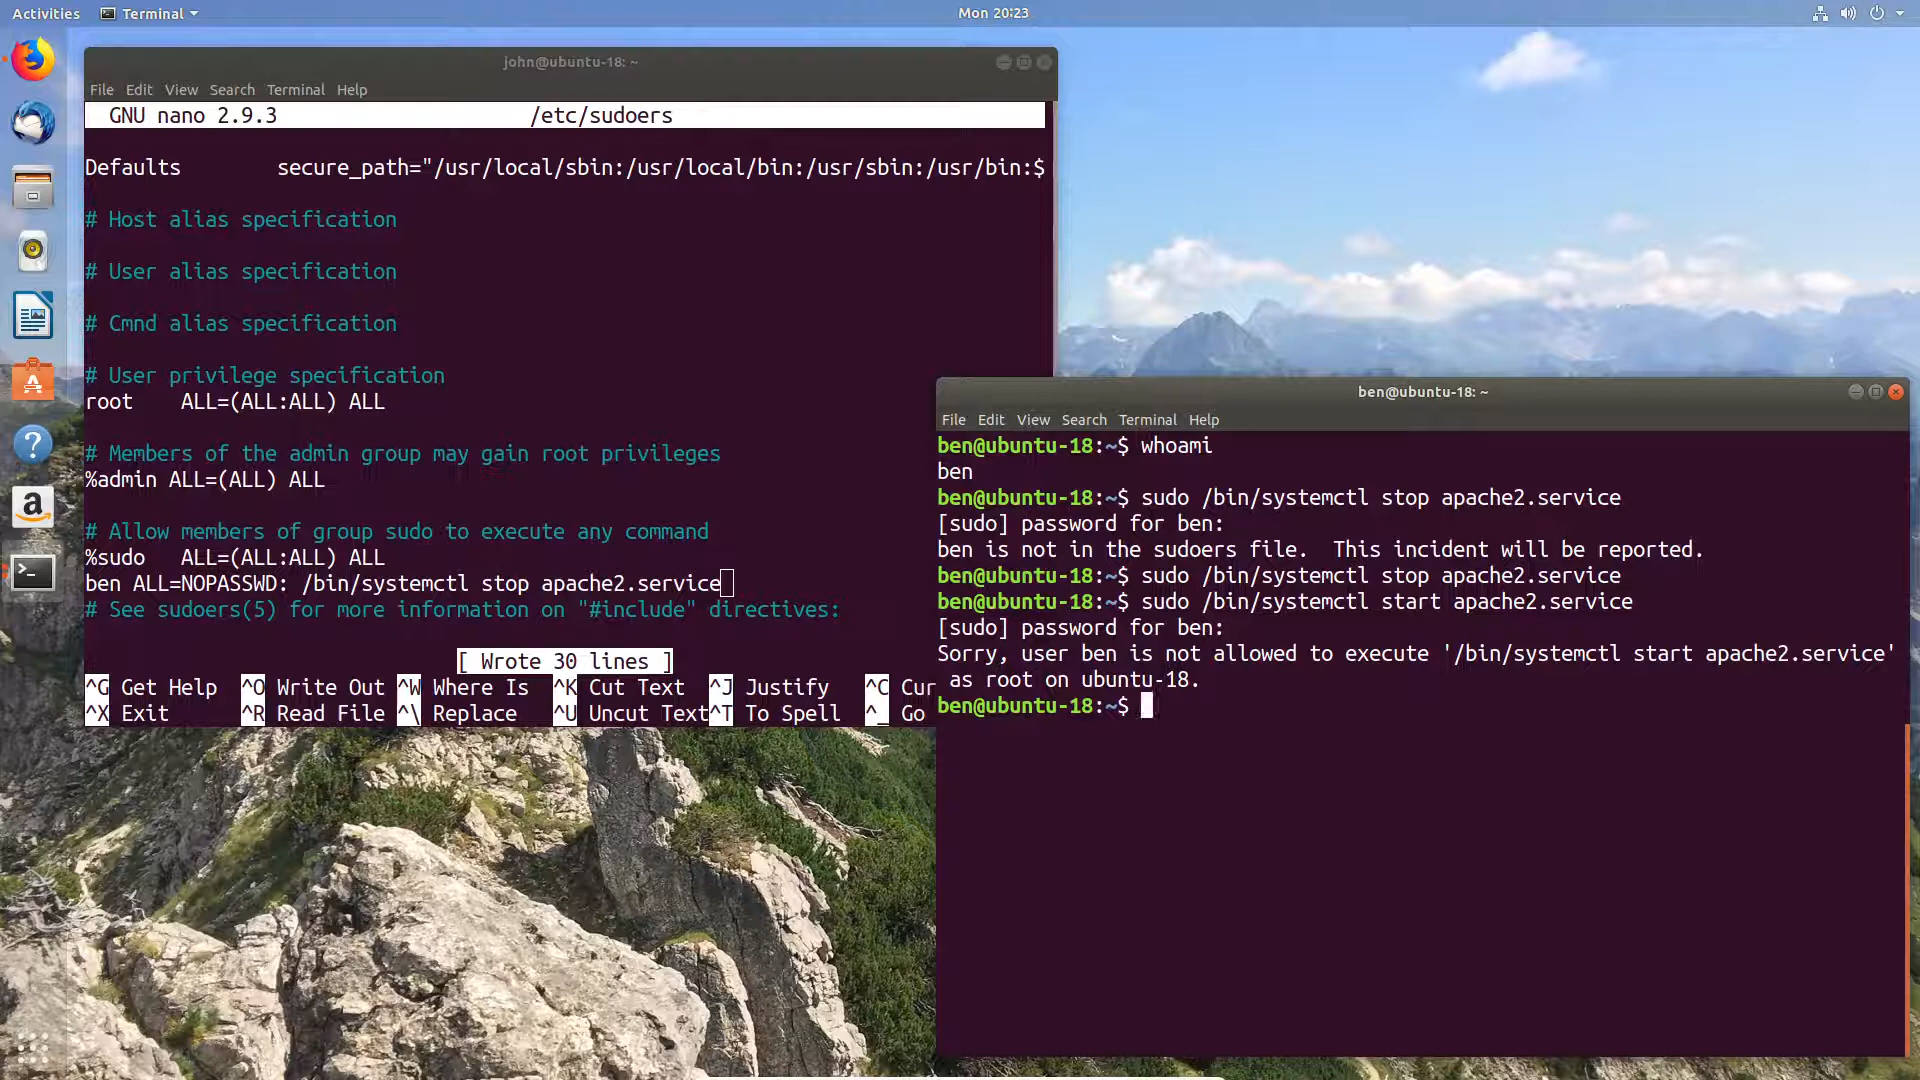 Activities Terminal Mon 20:23
john@ubuntu-18: ~
File Edit View Search Terminal Help
GNU nano 2.9.3 /etc/sudoers
Defaults secure_path="/usr/local/sbin:/usr/local/bin:/usr/sbin:/usr/bin:$
# Host alias specification
# User alias specification
# Cmnd alias specification
# User privilege specification
root ALL=(ALL:ALL) ALL
# Members of the admin group may gain root privileges
%admin ALL=(ALL) ALL
# Allow members of group sudo to execute any command
%sudo ALL=(ALL:ALL) ALL
ben ALL=NOPASSWD: /bin/systemctl stop apache2.service
# See sudoers(5) for more information on "#include" directives:
[ Wrote 30 lines ]
^G Get Help ^O Write Out ^W Where Is ^K Cut Text ^J Justify ^C Cur
^X Exit ^R Read File ^\ Replace ^U Uncut Text ^T To Spell ^_ Go
ben@ubuntu-18: ~
File Edit View Search Terminal Help
ben@ubuntu-18:~$ whoami
ben
ben@ubuntu-18:~$ sudo /bin/systemctl stop apache2.service
[sudo] password for ben:
ben is not in the sudoers file.  This incident will be reported.
ben@ubuntu-18:~$ sudo /bin/systemctl stop apache2.service
ben@ubuntu-18:~$ sudo /bin/systemctl start apache2.service
[sudo] password for ben:
Sorry, user ben is not allowed to execute '/bin/systemctl start apache2.service'
as root on ubuntu-18.
ben@ubuntu-18:~$